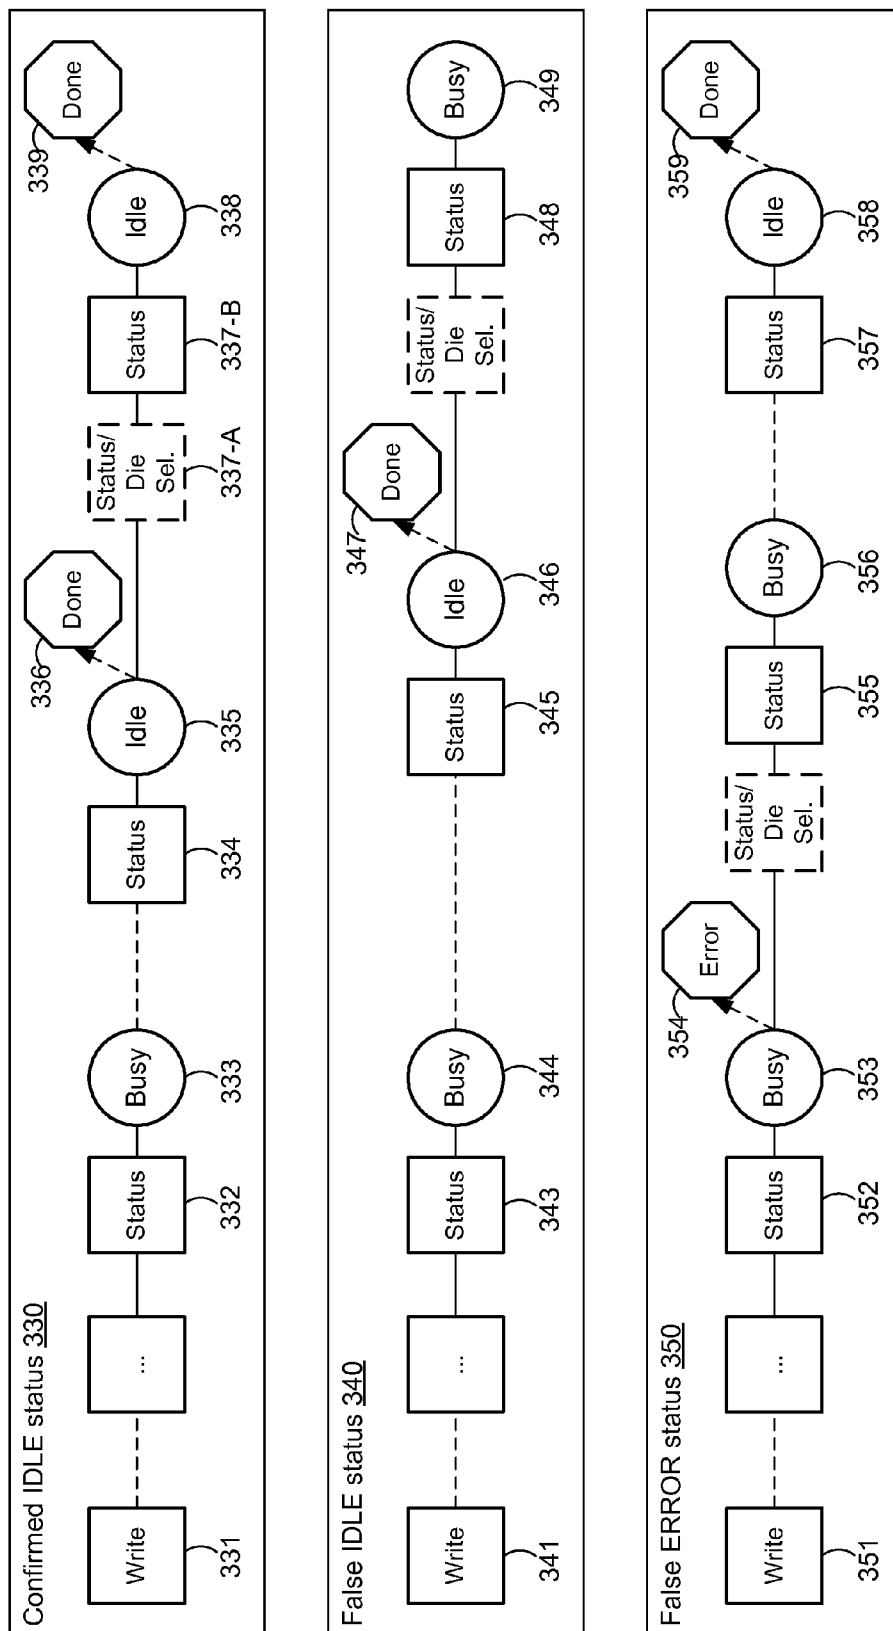 Confirmed IDLE status 330
Write
331
...
Status
332
Busy
333
Status
334
Idle
335
Done
336
Status/
Die
Sel.
337-A
Status
337-B
Idle
338
Done
339
False IDLE status 340
Write
341
...
Status
343
Busy
344
Status
345
Idle
346
Done
347
Status/
Die
Sel.
Status
348
Busy
349
False ERROR status 350
Write
351
...
Status
352
Busy
353
Error
354
Status/
Die
Sel.
Status
355
Busy
356
Status
357
Idle
358
Done
359